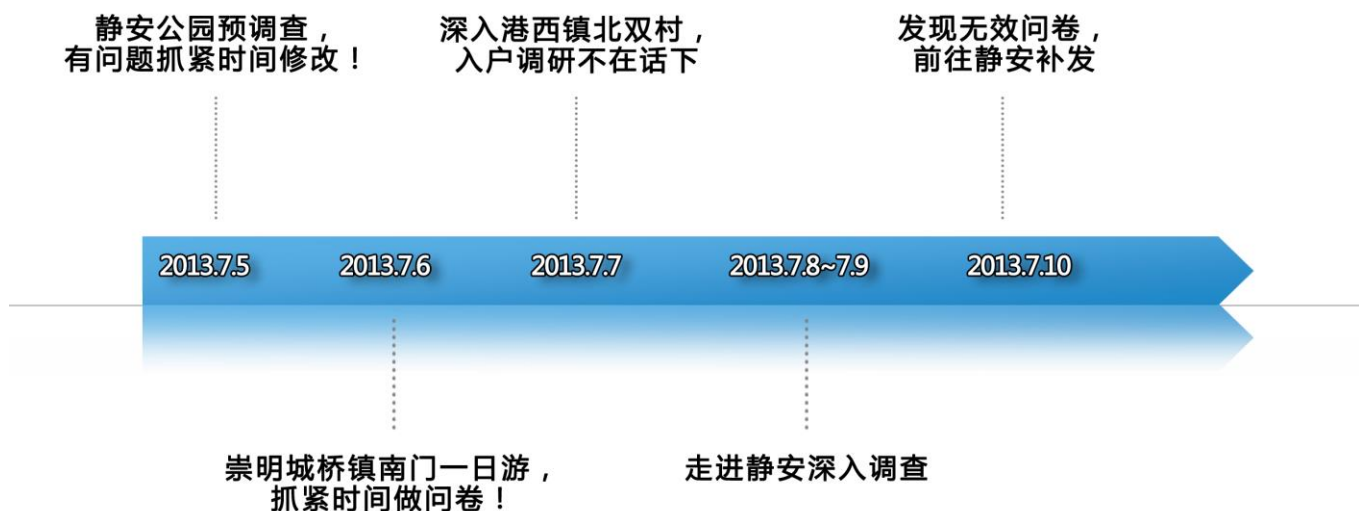 静安公园预调查，
有问题抓紧时间修改！
深入港西镇北双村，
入户调研不在话下
发现无效问卷，
前往静安补发
2013.7.5
2013.7.6
2013.7.7
2013.7.8~7.9
2013.7.10
崇明城桥镇南门一日游，
抓紧时间做问卷！
走进静安深入调查